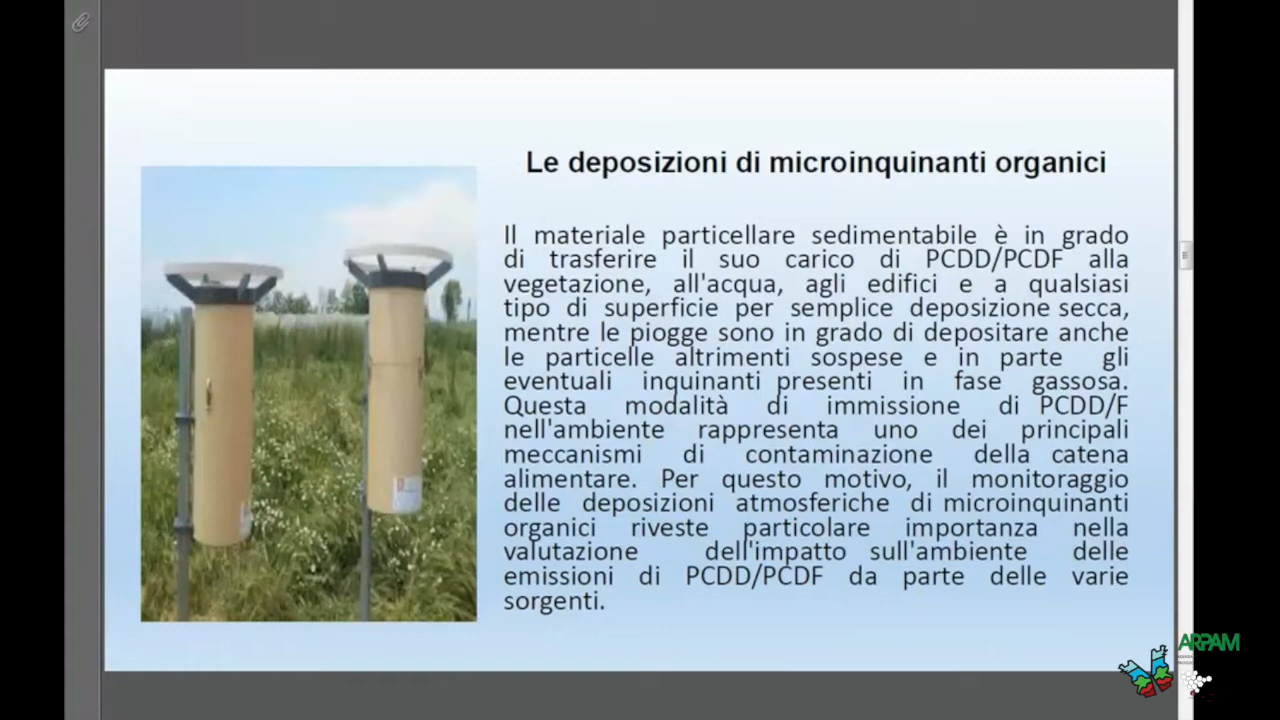 Le deposizioni di microinquinanti organici
Il materiale particellare sedimentabile è in grado
di trasferire il suo carico di PCDD/PCDF alla
vegetazione, all'acqua, agli edifici e a qualsiasi
tipo di superficie per semplice deposizione secca,
mentre le piogge sono in grado di depositare anche
le particelle altrimenti sospese e in parte gli
eventuali inquinanti presenti in fase gassosa.
Questa modalità di immissione di PCDD/F
nell'ambiente rappresenta uno dei principali
meccanismi di contaminazione della catena
alimentare. Per questo motivo, il monitoraggio
delle deposizioni atmosferiche di microinquinanti
organici riveste particolare importanza nella
valutazione dell'impatto sull'ambiente delle
emissioni di PCDD/PCDF da parte delle varie
sorgenti.
ARPAM